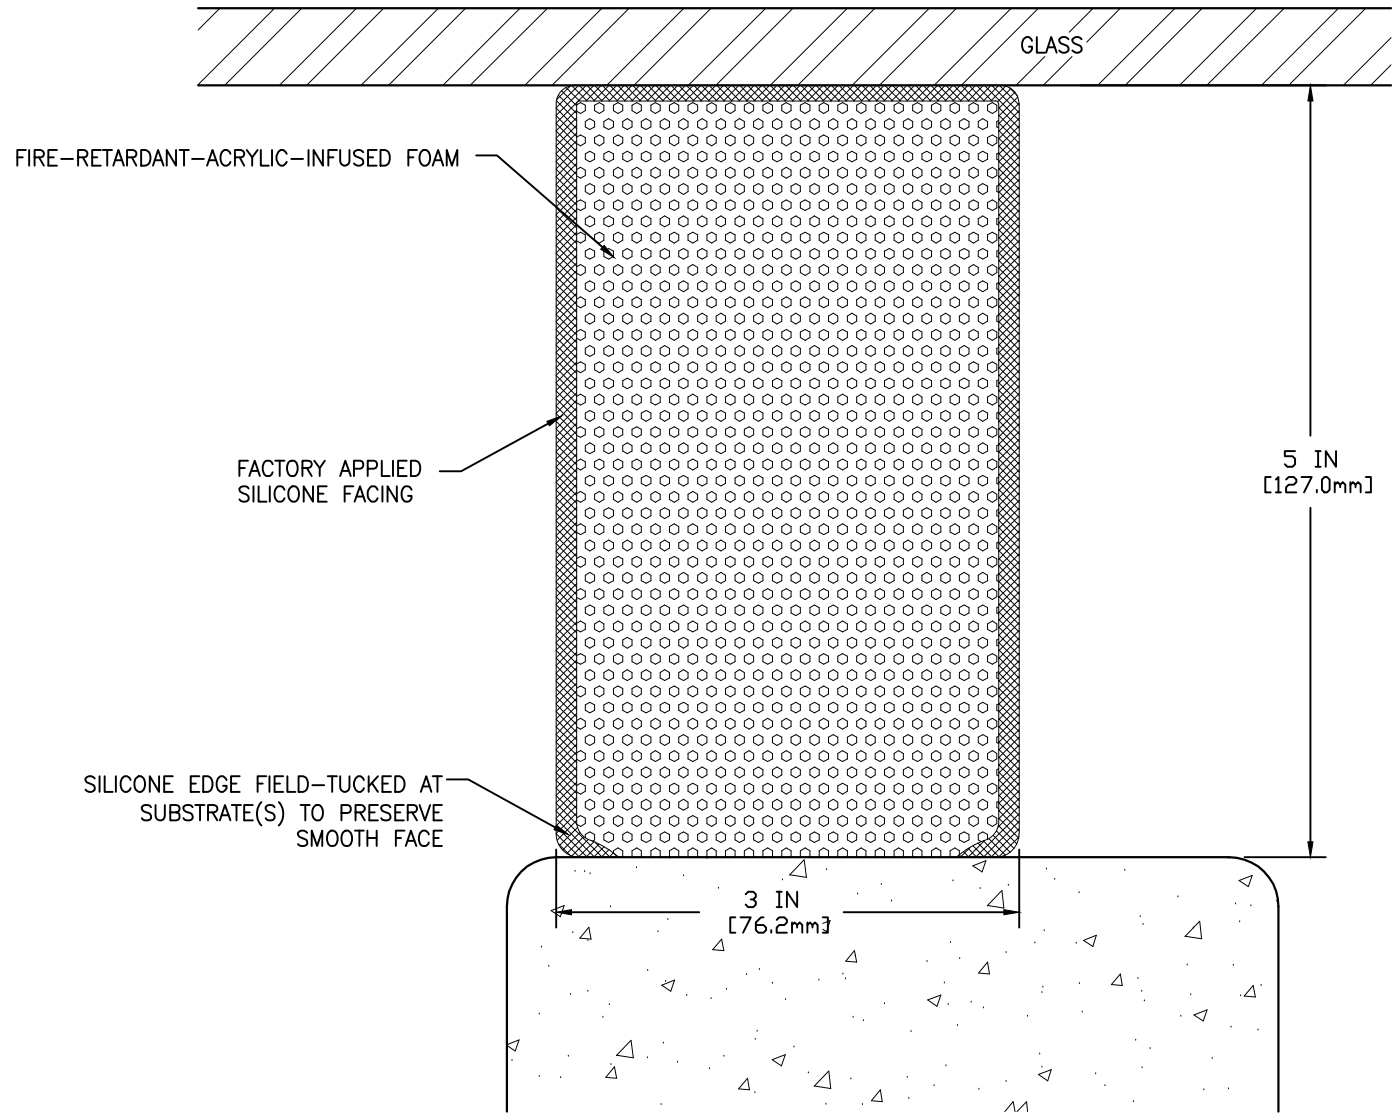 GLASS
FIRE-RETARDANT-ACRYLIC-INFUSED FOAM
FACTORY APPLIED
SILICONE FACING
5 IN
[127.0mm]
SILICONE EDGE FIELD-TUCKED AT
SUBSTRATE(S) TO PRESERVE
SMOOTH FACE
3 IN
[76.2mm]